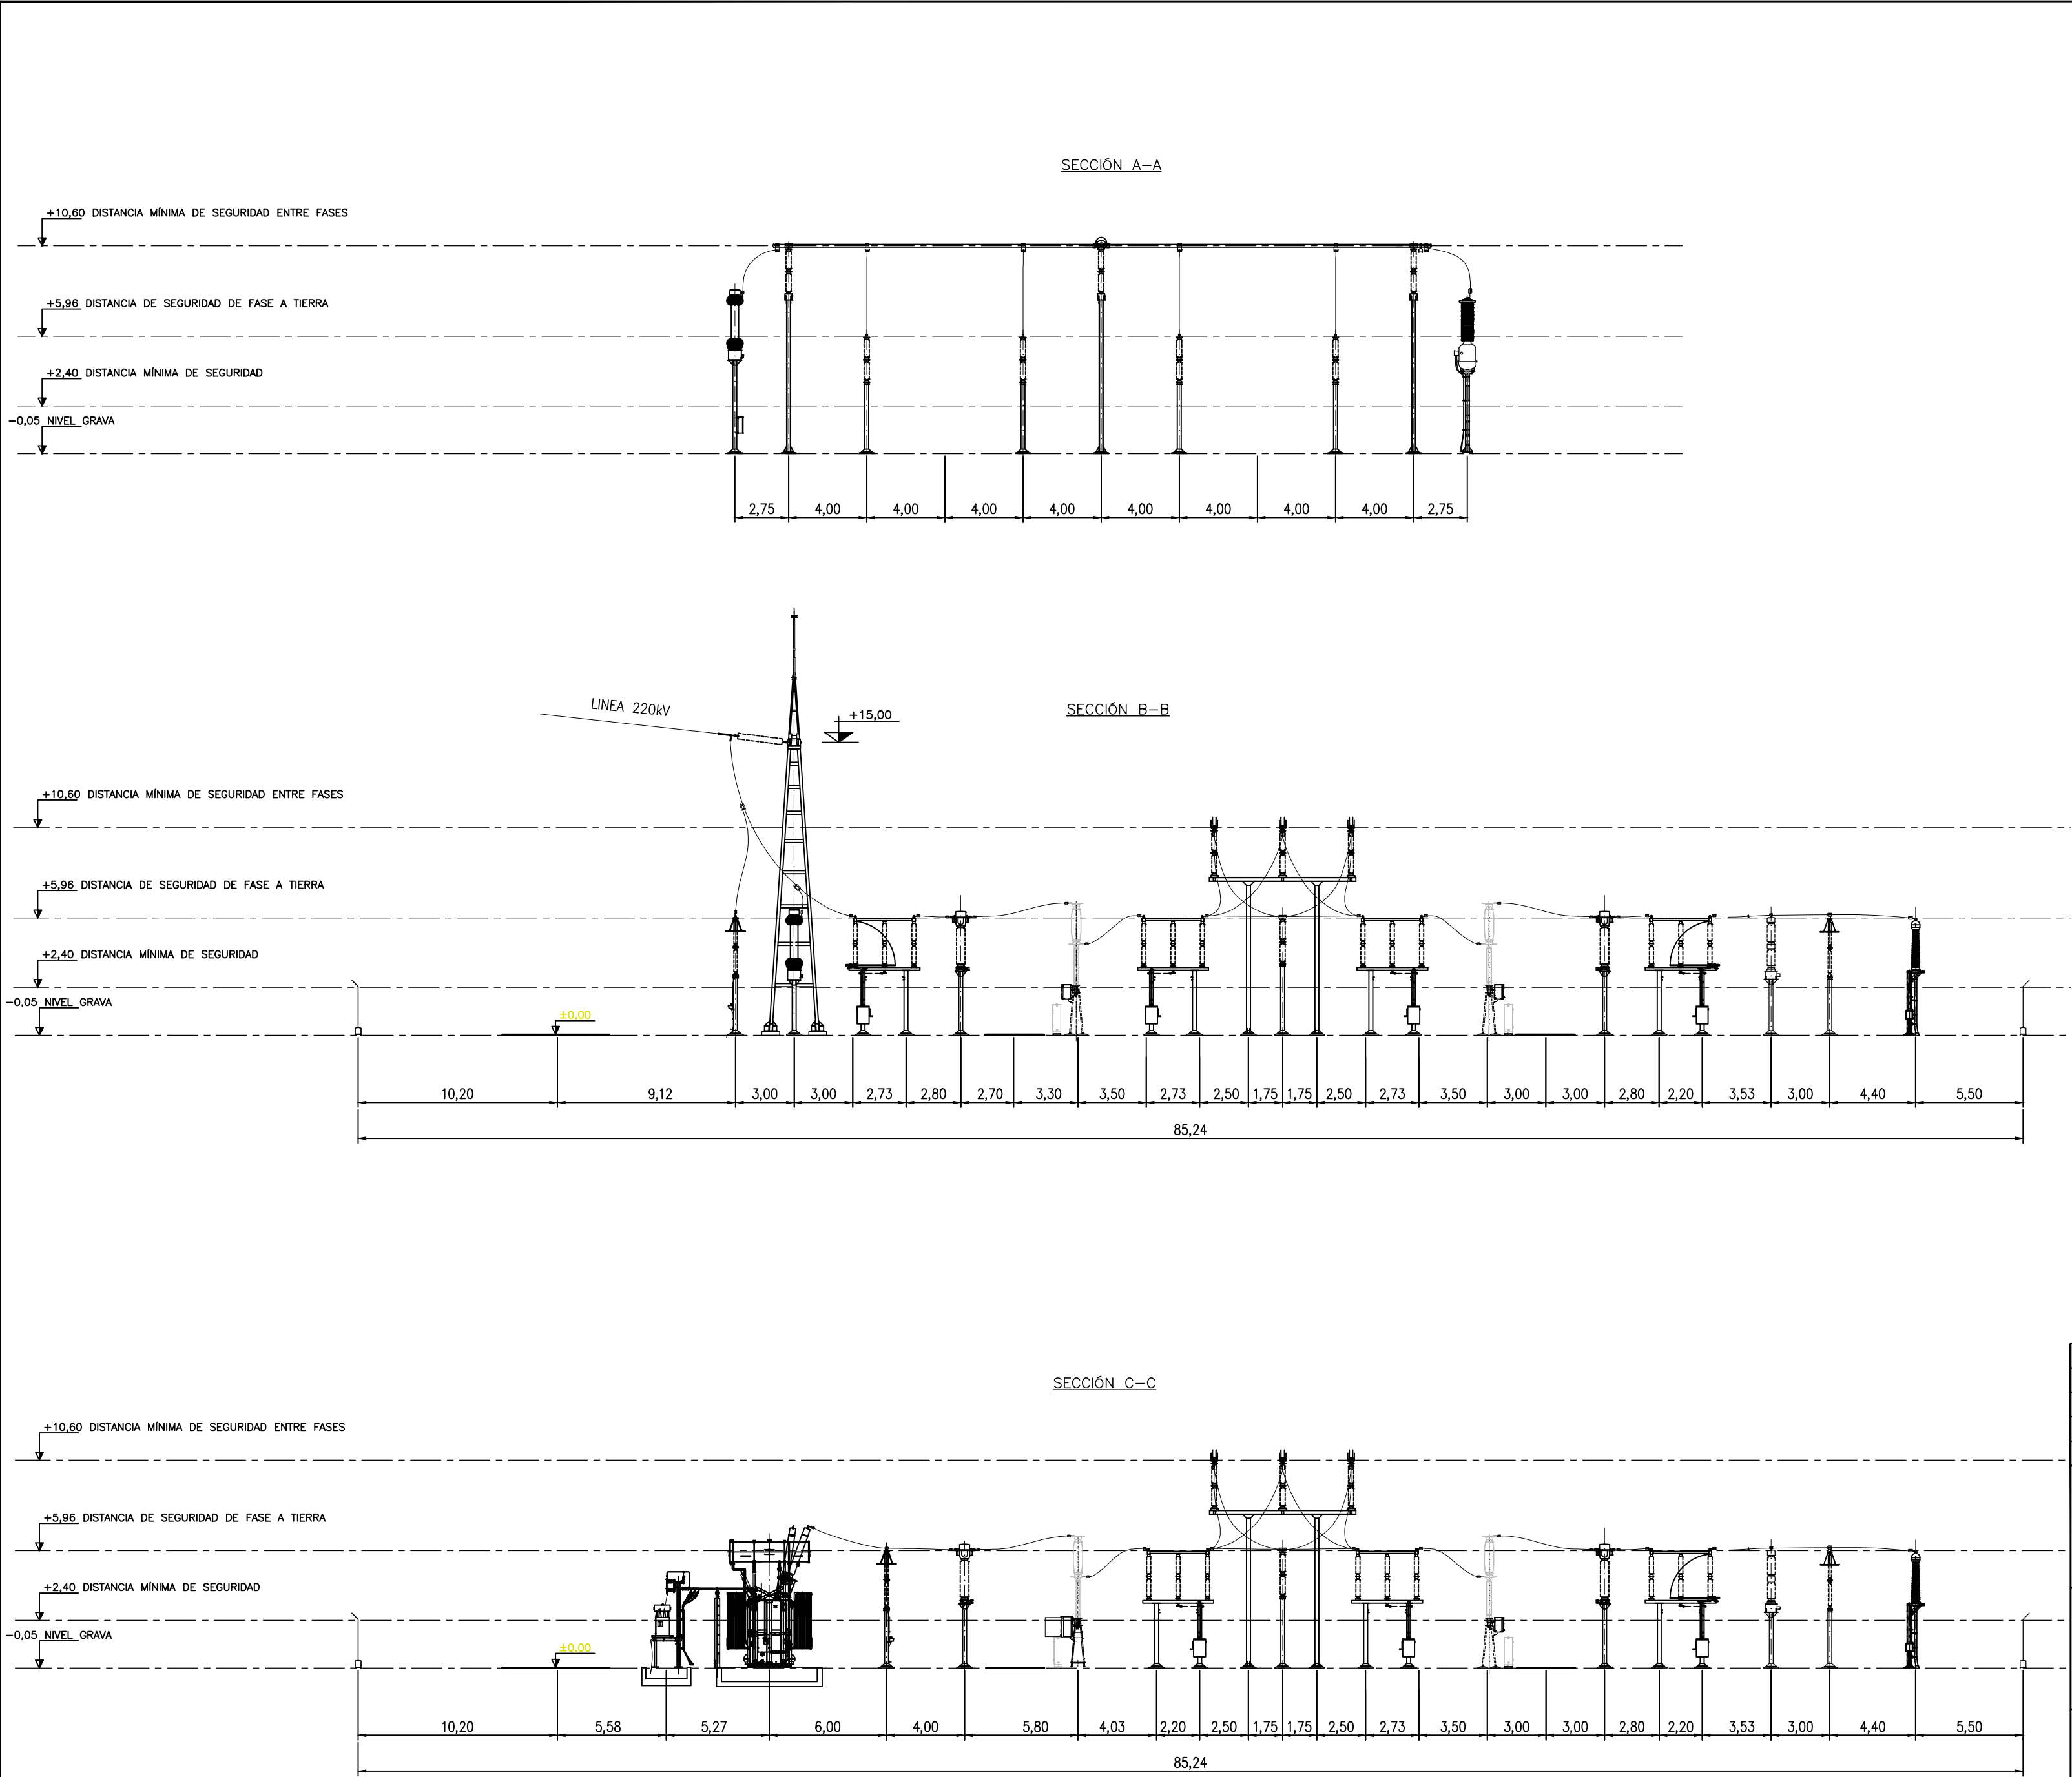 SECCIÓN A-A
+10,60 DISTANCIA MÍNIMA DE SEGURIDAD ENTRE FASES
+5,96 DISTANCIA DE SEGURIDAD DE FASE A TIERRA
+2,40 DISTANCIA MÍNIMA DE SEGURIDAD
-0,05 NIVEL GRAVA
2,75 4,00 4,00 4,00 4,00 4,00 4,00 4,00 4,00 2,75
LINEA 220kV
+15,00
SECCIÓN B-B
+10,60 DISTANCIA MÍNIMA DE SEGURIDAD ENTRE FASES
+5,96 DISTANCIA DE SEGURIDAD DE FASE A TIERRA
+2,40 DISTANCIA MÍNIMA DE SEGURIDAD
-0,05 NIVEL GRAVA
±0,00
10,20 9,12 3,00 3,00 2,73 2,80 2,70 3,30 3,50 2,73 2,50 1,75 1,75 2,50 2,73 3,50 3,00 3,00 2,80 2,20 3,53 3,00 4,40 5,50
85,24
SECCIÓN C-C
+10,60 DISTANCIA MÍNIMA DE SEGURIDAD ENTRE FASES
+5,96 DISTANCIA DE SEGURIDAD DE FASE A TIERRA
+2,40 DISTANCIA MÍNIMA DE SEGURIDAD
-0,05 NIVEL GRAVA
±0,00
10,20 5,58 5,27 6,00 4,00 5,80 4,03 2,20 2,50 1,75 1,75 2,50 2,73 3,50 3,00 3,00 2,80 2,20 3,53 3,00 4,40 5,50
85,24